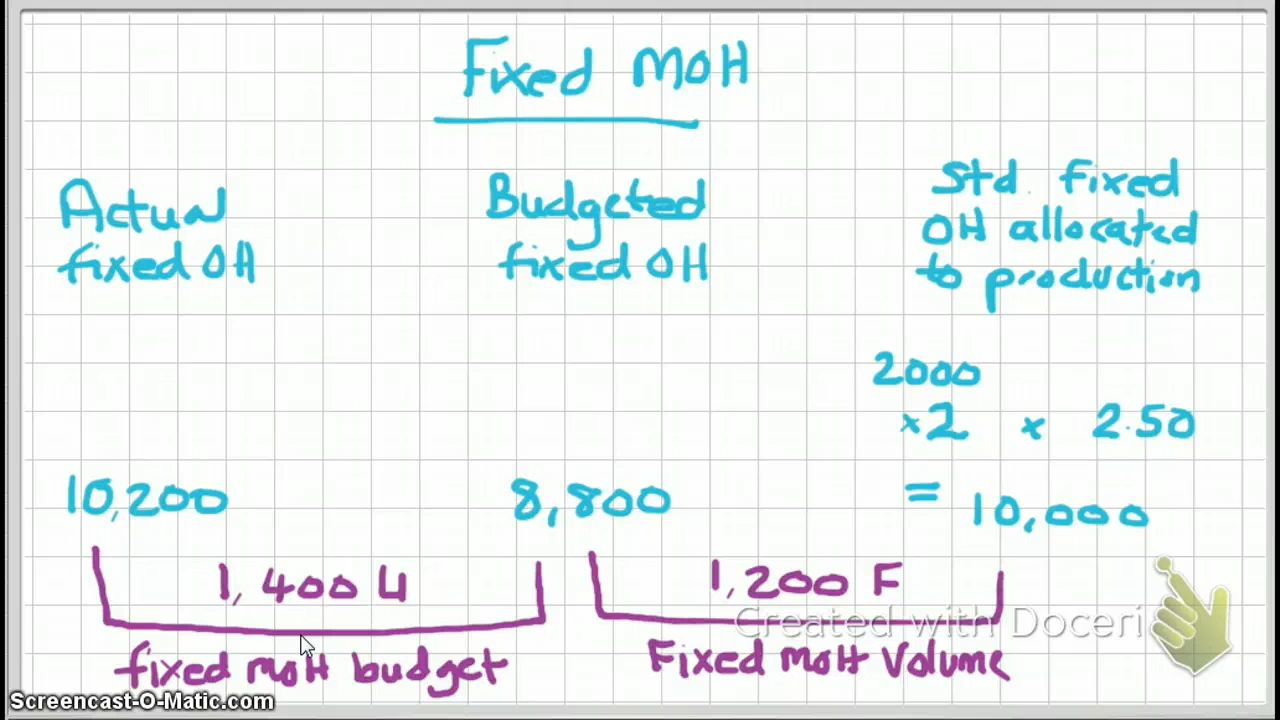 Fixed MOH
Actual
fixed OH
Budgeted
fixed OH
Std. fixed
OH allocated
to production
2000
×2 × 2.50
= 10,000
10,200
8,800
1,400 U
1,200 F
fixed MOH budget
Fixed MOH Volume
Created with Doceri
Screencast-O-Matic.com